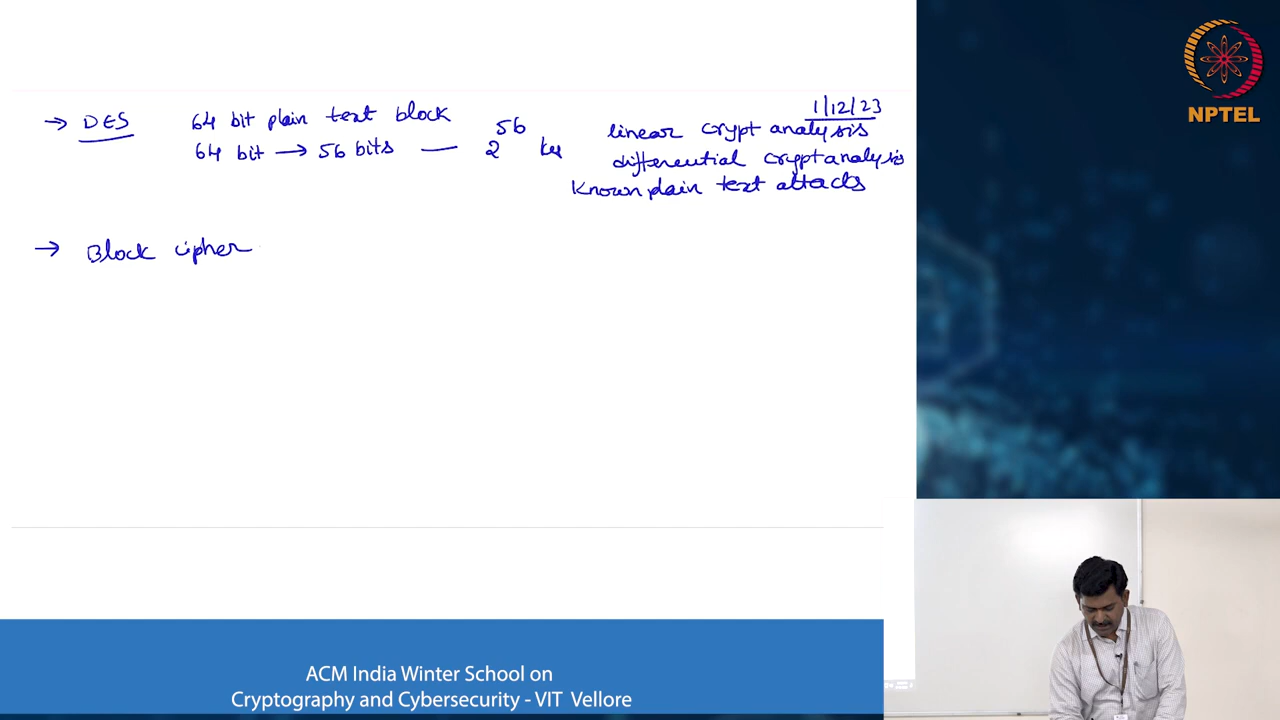 1/12/23
→ DES 64 bit plain text block
64 bit → 56 bits — 2^56 key
linear crypt analysis
differential cryptanalysis
Known plain text attacks
→ Block cipher
NPTEL
ACM India Winter School on
Cryptography and Cybersecurity - VIT Vellore